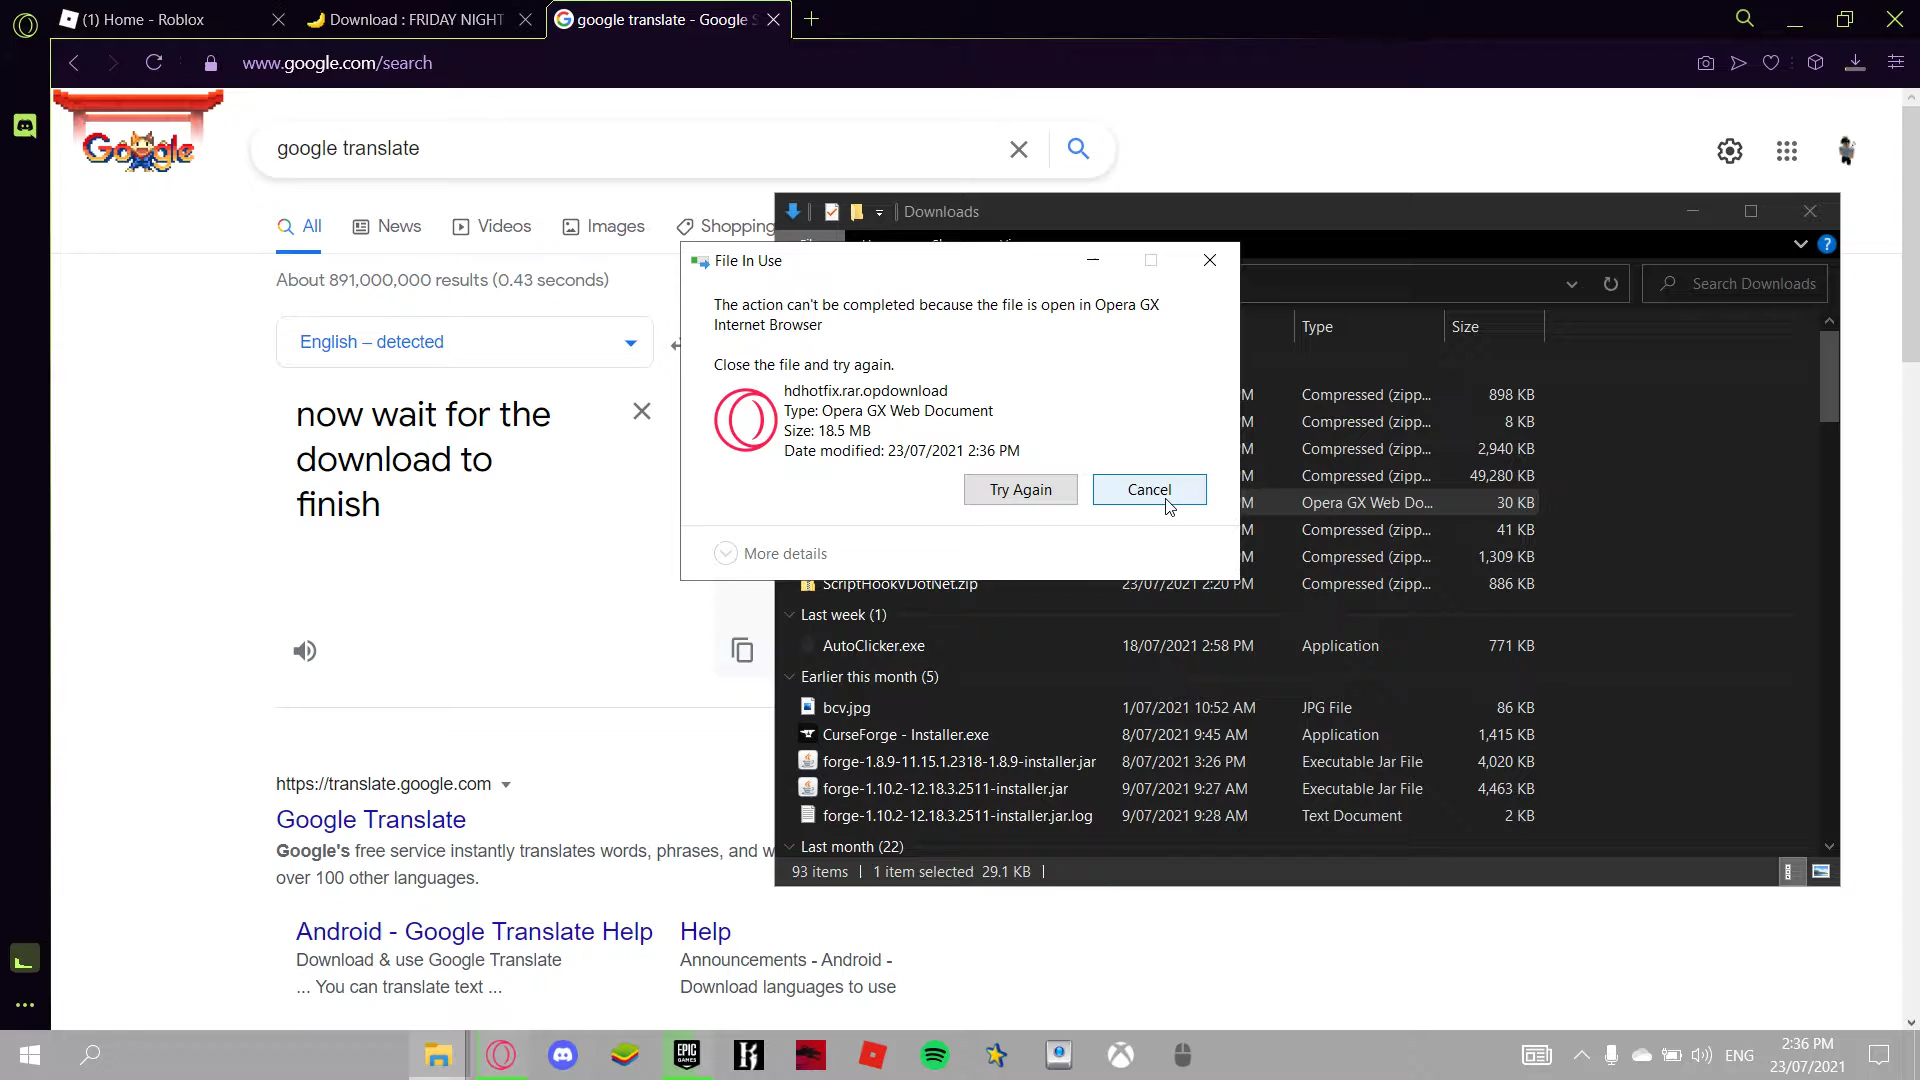 (1) Home - Roblox
Download : FRIDAY NIGHT
google translate - Google S
www.google.com/search
Google
google translate
All
News
Videos
Images
Shopping
About 891,000,000 results (0.43 seconds)
English – detected
now wait for the
download to
finish
https://translate.google.com
Google Translate
Google's free service instantly translates words, phrases, and w
over 100 other languages.
Android - Google Translate Help
Download & use Google Translate
... You can translate text ...
Help
Announcements - Android -
Download languages to use
Downloads
Search Downloads
File In Use
The action can't be completed because the file is open in Opera GX
Internet Browser
Close the file and try again.
hdhotfix.rar.opdownload
Type: Opera GX Web Document
Size: 18.5 MB
Date modified: 23/07/2021 2:36 PM
Try Again
Cancel
More details
Type Size
M Compressed (zipp... 898 KB
M Compressed (zipp... 8 KB
M Compressed (zipp... 2,940 KB
M Compressed (zipp... 49,280 KB
M Opera GX Web Do... 30 KB
M Compressed (zipp... 41 KB
M Compressed (zipp... 1,309 KB
ScriptHookVDotNet.zip 23/07/2021 2:20 PM Compressed (zipp... 886 KB
Last week (1)
AutoClicker.exe 18/07/2021 2:58 PM Application 771 KB
Earlier this month (5)
bcv.jpg 1/07/2021 10:52 AM JPG File 86 KB
CurseForge - Installer.exe 8/07/2021 9:45 AM Application 1,415 KB
forge-1.8.9-11.15.1.2318-1.8.9-installer.jar 8/07/2021 3:26 PM Executable Jar File 4,020 KB
forge-1.10.2-12.18.3.2511-installer.jar 9/07/2021 9:27 AM Executable Jar File 4,463 KB
forge-1.10.2-12.18.3.2511-installer.jar.log 9/07/2021 9:28 AM Text Document 2 KB
Last month (22)
93 items 1 item selected 29.1 KB
EPIC
GAMES
ENG
2:36 PM
23/07/2021